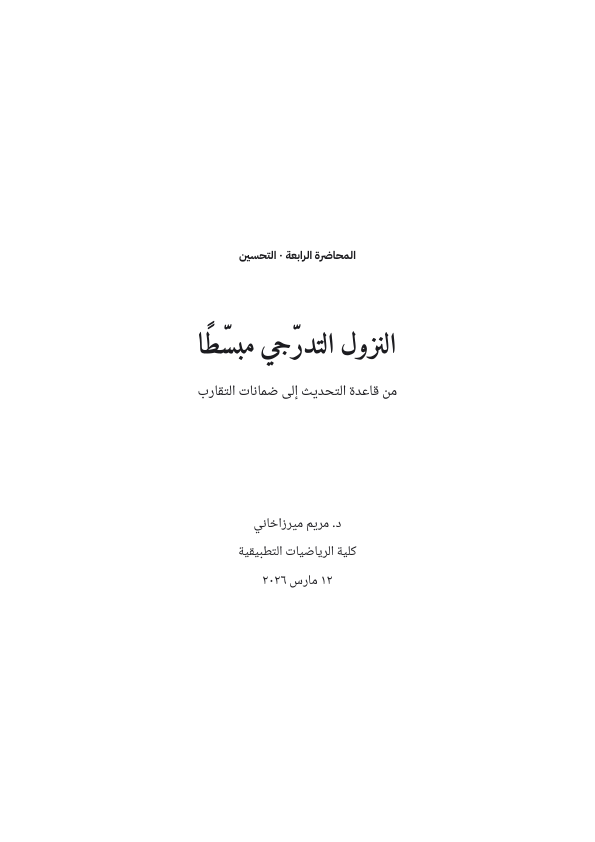 المحاضرة الرابعة · التحسين
النزول التدرّجي مبسّطًا
من قاعدة التحديث إلى ضمانات التقارب
د. مريم ميرزاخاني
كلية الرياضيات التطبيقية
١٢ مارس ٢٠٢٦